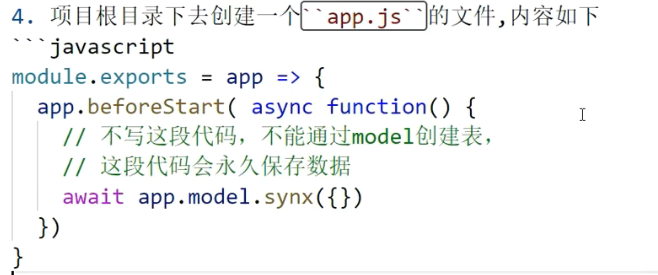 4. 项目根目录下去创建一个``app.js``的文件,内容如下
```javascript
module.exports = app => {
  app.beforeStart( async function() {
    // 不写这段代码，不能通过model创建表，
    // 这段代码会永久保存数据
    await app.model.synx({})
  })
}